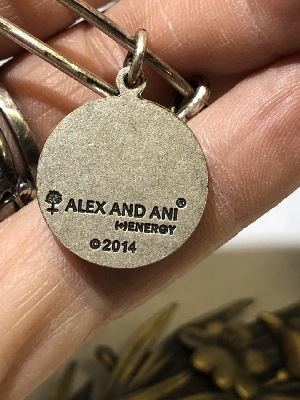 ALEX AND ANI®
(+)ENERGY
©2014